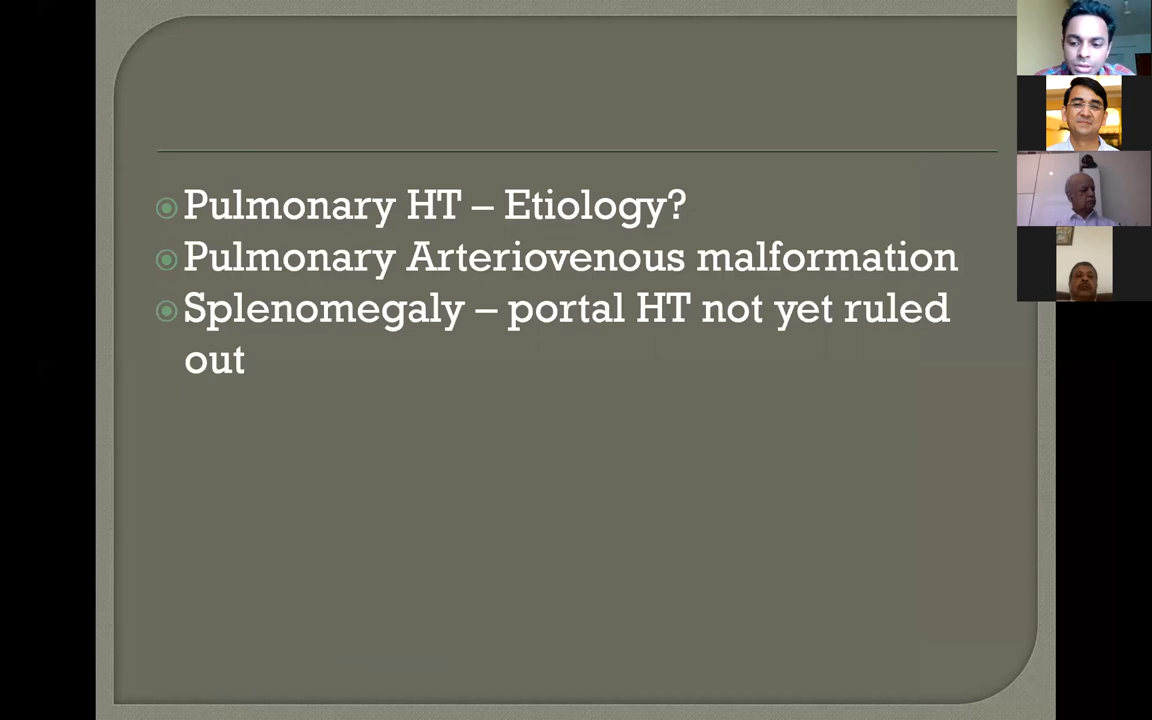 Pulmonary HT – Etiology?
Pulmonary Arteriovenous malformation
Splenomegaly – portal HT not yet ruled
out